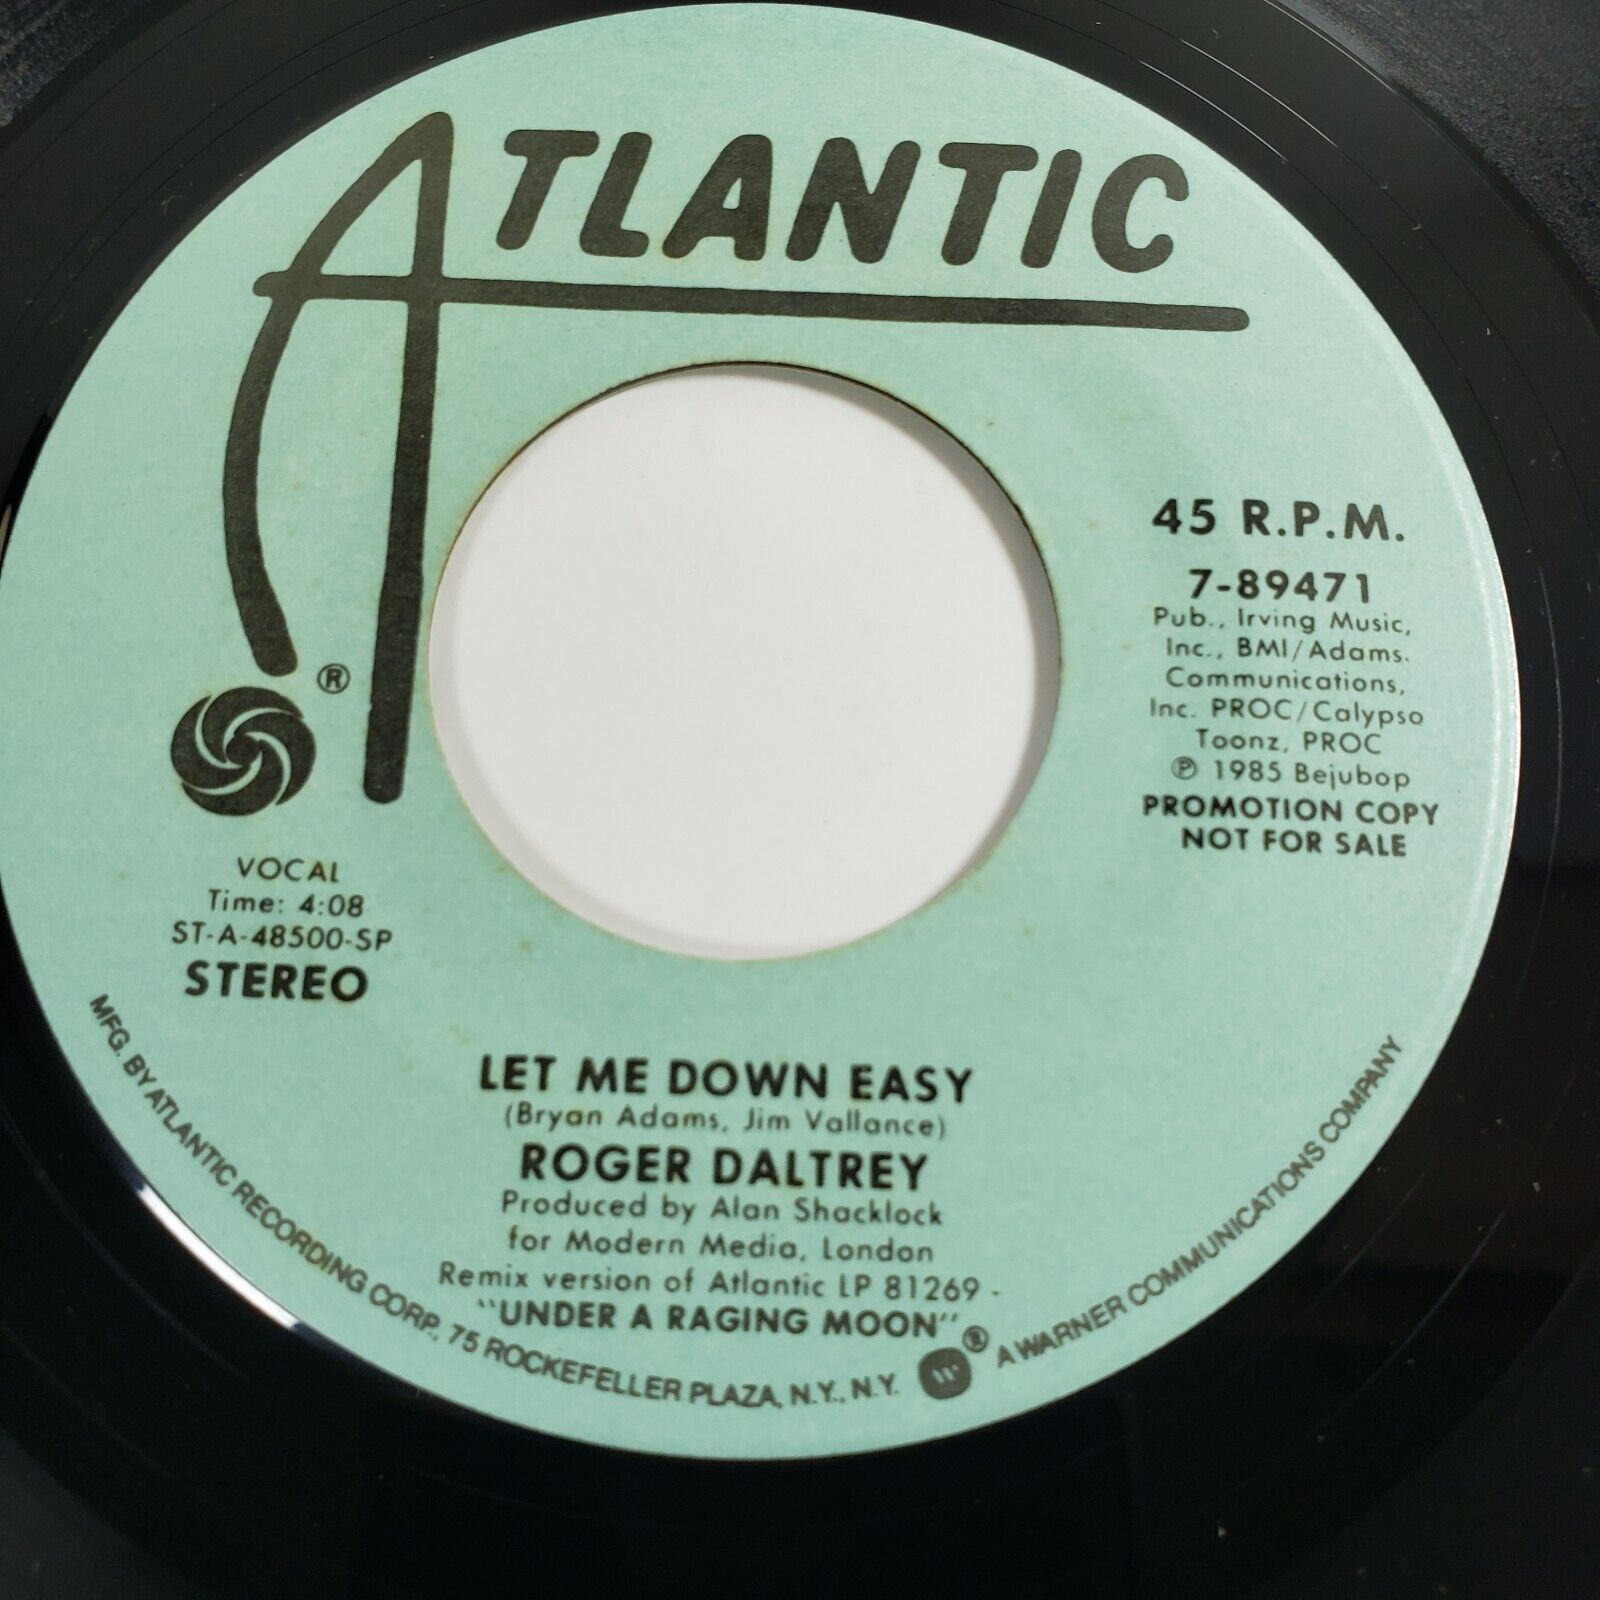 ATLANTIC
®
45 R.P.M.
7-89471
Pub., Irving Music,
Inc., BMI/Adams.
Communications,
Inc. PROC/Calypso
Toonz, PROC
℗ 1985 Bejubop
PROMOTION COPY
NOT FOR SALE
VOCAL
Time: 4:08
ST-A-48500-SP
STEREO
LET ME DOWN EASY
(Bryan Adams, Jim Vallance)
ROGER DALTREY
Produced by Alan Shacklock
for Modern Media, London
Remix version of Atlantic LP 81269 -
"UNDER A RAGING MOON"
MFG. BY ATLANTIC RECORDING CORP., 75 ROCKEFELLER PLAZA, N.Y., N.Y. W ® A WARNER COMMUNICATIONS COMPANY